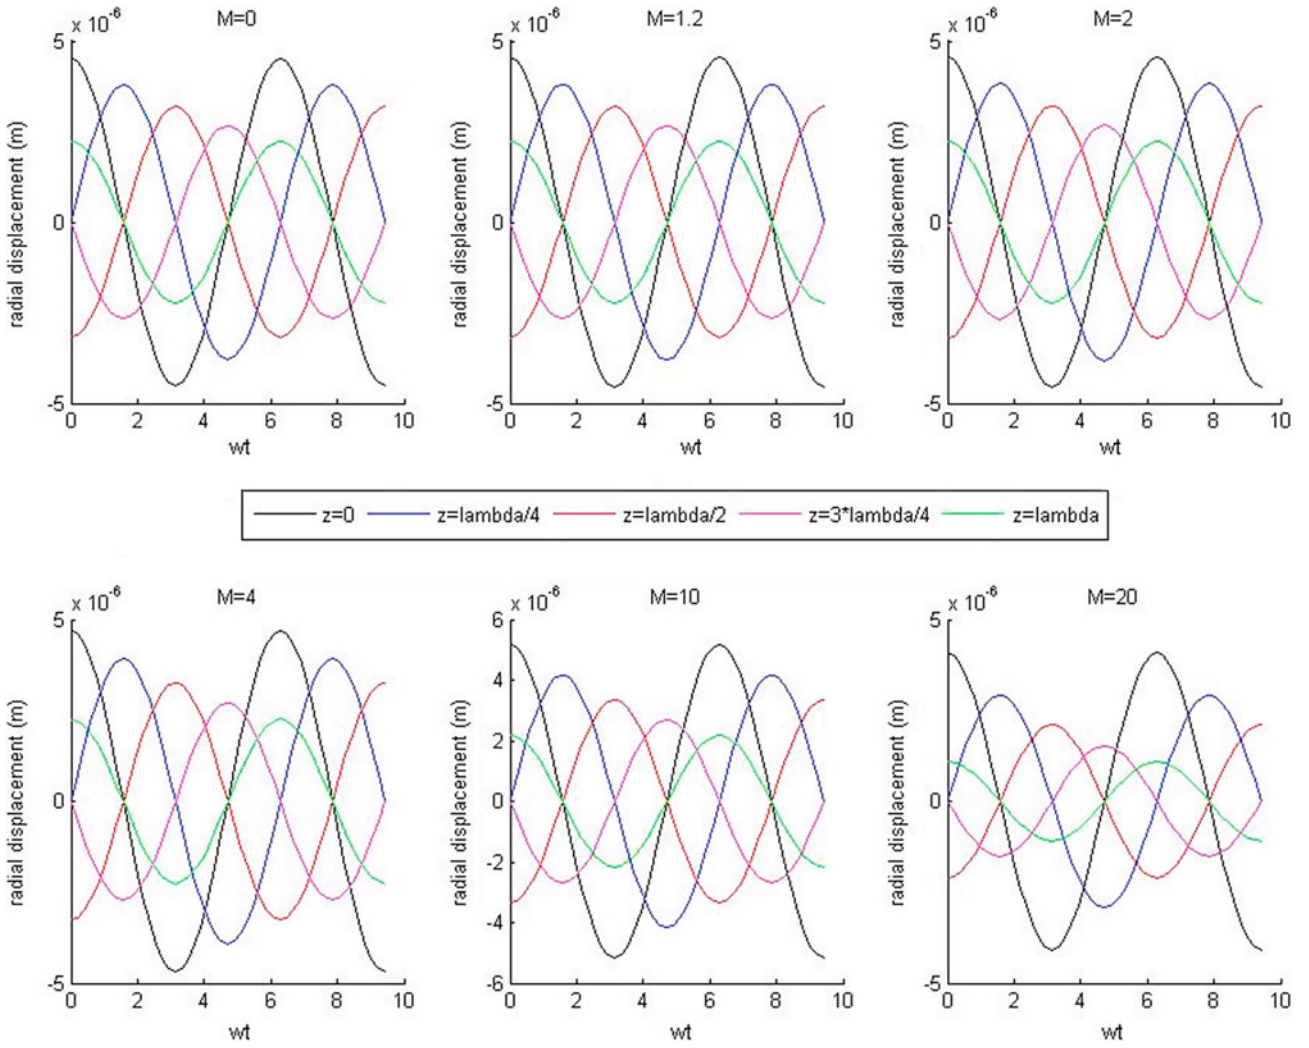 x 10-6 M=0
x 10-6 M=1.2
x 10-6 M=2
5
0
-5
radial displacement (m)
0 2 4 6 8 10
wt
5
0
-5
radial displacement (m)
0 2 4 6 8 10
wt
5
0
-5
radial displacement (m)
0 2 4 6 8 10
wt
z=0 z=lambda/4 z=lambda/2 z=3*lambda/4 z=lambda
x 10-6 M=4
x 10-6 M=10
x 10-6 M=20
5
0
-5
radial displacement (m)
0 2 4 6 8 10
wt
6
4
2
0
-2
-4
-6
radial displacement (m)
0 2 4 6 8 10
wt
5
0
-5
radial displacement (m)
0 2 4 6 8 10
wt